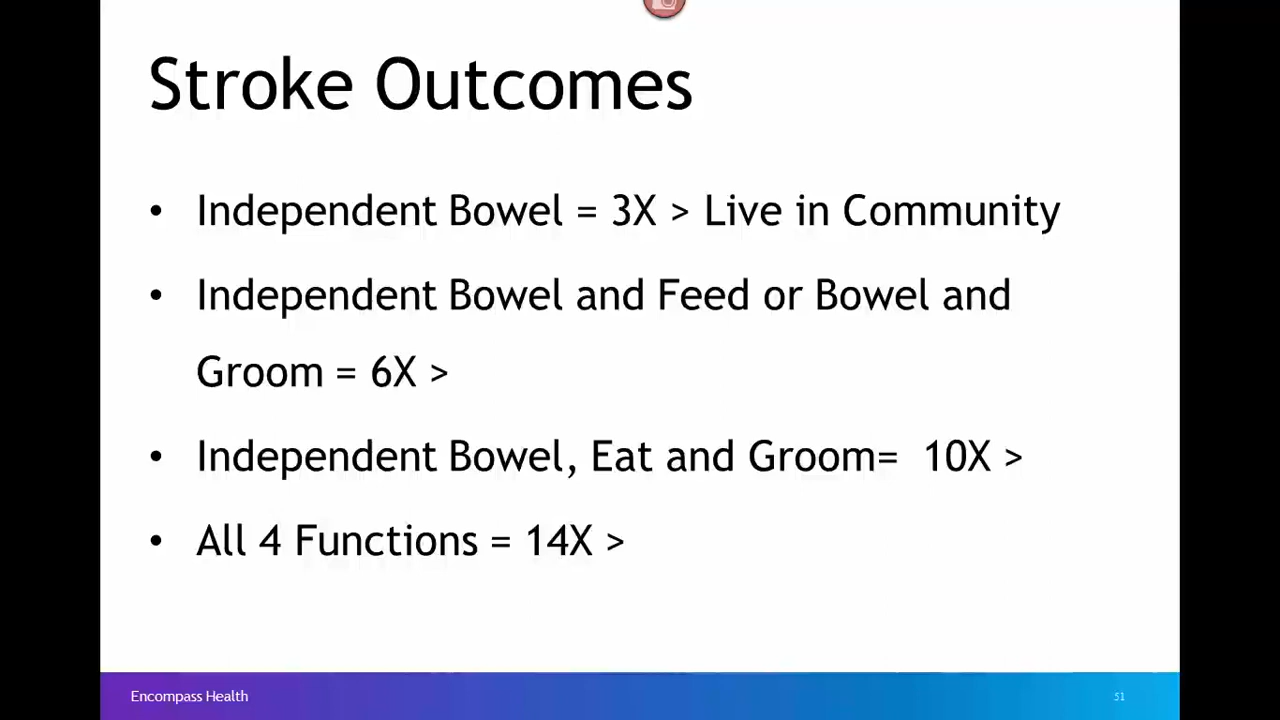 Stroke Outcomes
• Independent Bowel = 3X > Live in Community
• Independent Bowel and Feed or Bowel and
Groom = 6X >
• Independent Bowel, Eat and Groom=  10X >
• All 4 Functions = 14X >
Encompass Health
51